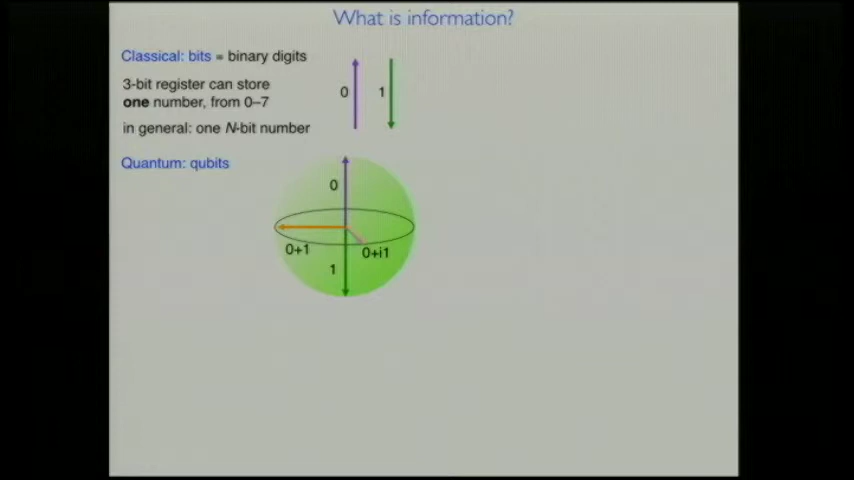 What is information?
Classical: bits = binary digits
3-bit register can store
one number, from 0–7
in general: one N-bit number
0
1
Quantum: qubits
0
0+1
0+i1
1